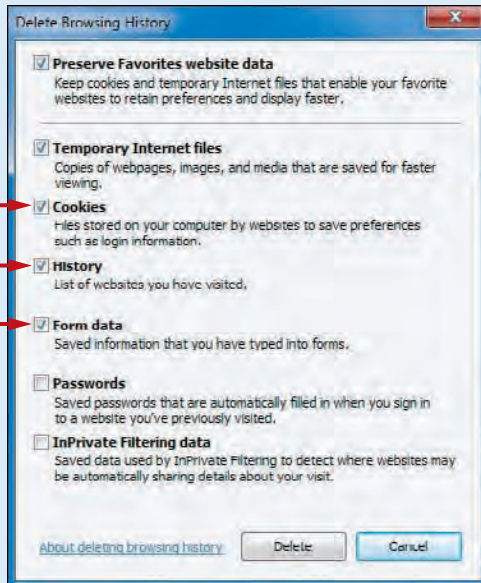 Delete Browsing History
Preserve Favorites website data
Keep cookies and temporary Internet files that enable your favorite
websites to retain preferences and display faster.
Temporary Internet files
Copies of webpages, images, and media that are saved for faster
viewing.
Cookies
Files stored on your computer by websites to save preferences
such as login information.
History
List of websites you have visited.
Form data
Saved information that you have typed into forms.
Passwords
Saved passwords that are automatically filled in when you sign in
to a website you've previously visited.
InPrivate Filtering data
Saved data used by InPrivate Filtering to detect where websites may
be automatically sharing details about your visit.
About deleting browsing history
Delete
Cancel